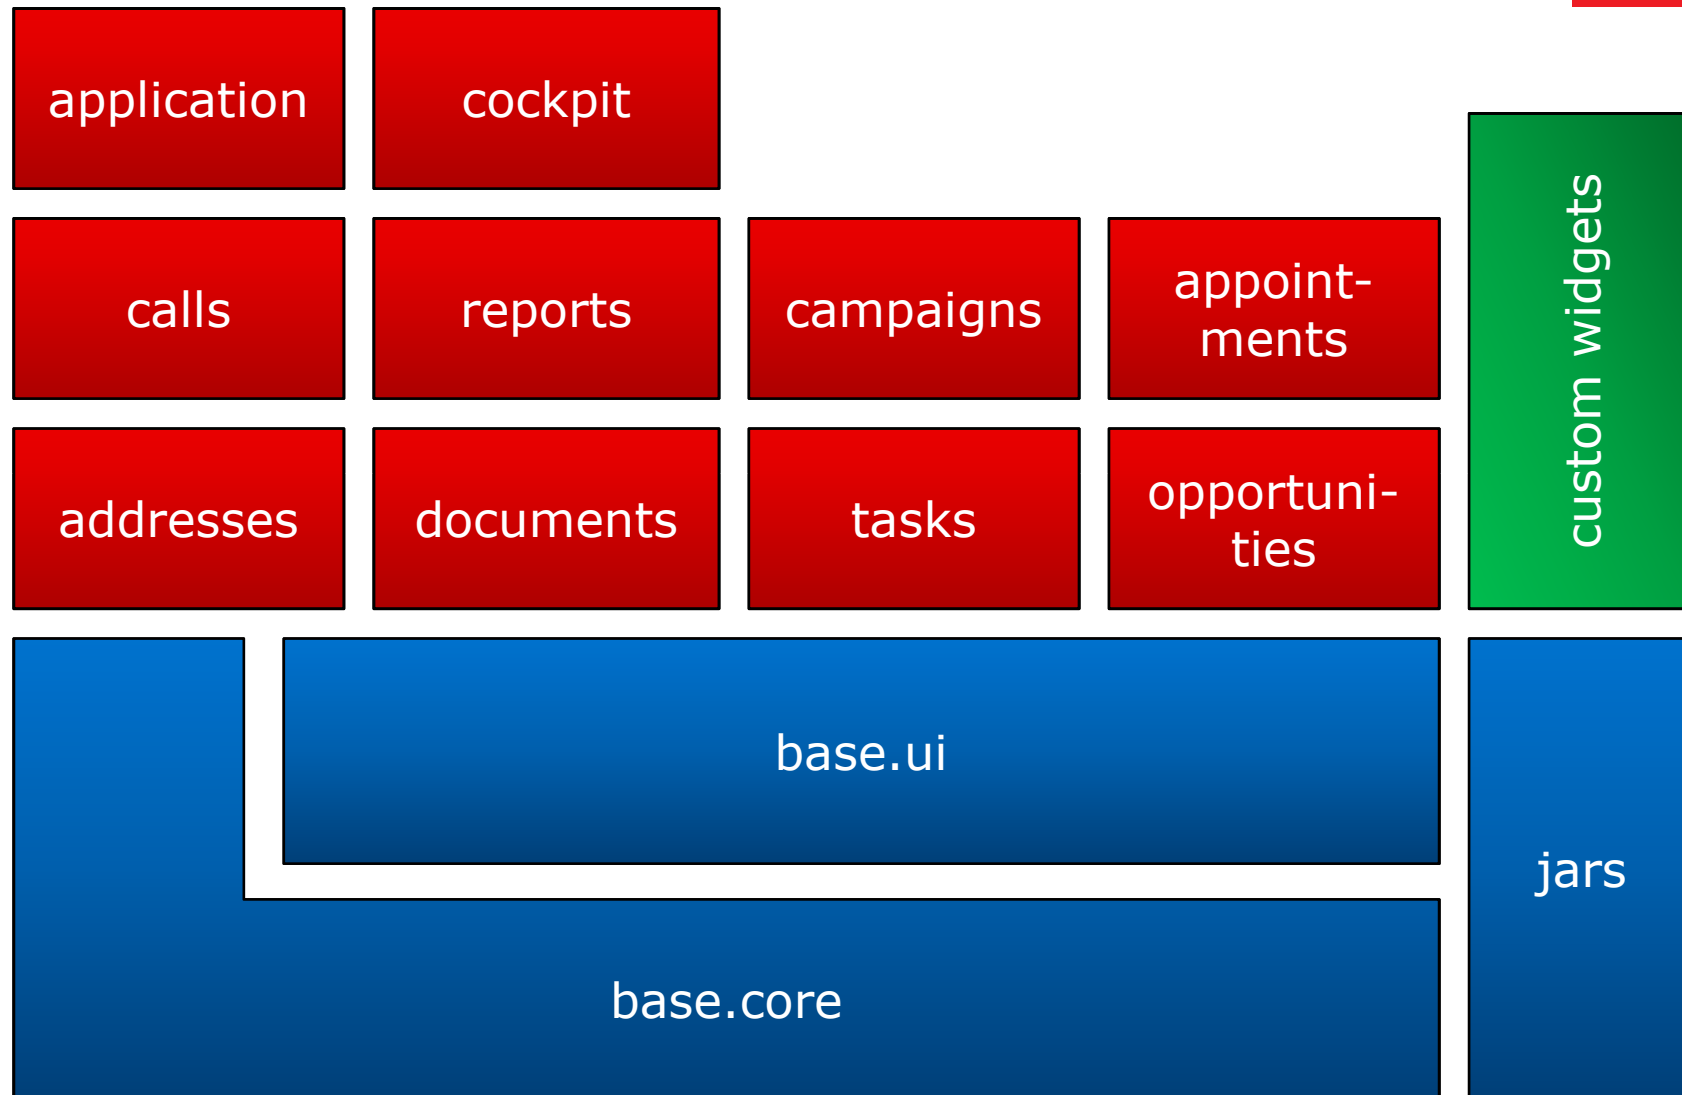 application
cockpit
calls
reports
campaigns
appoint-
ments
custom widgets
addresses
documents
tasks
opportuni-
ties
base.ui
jars
base.core